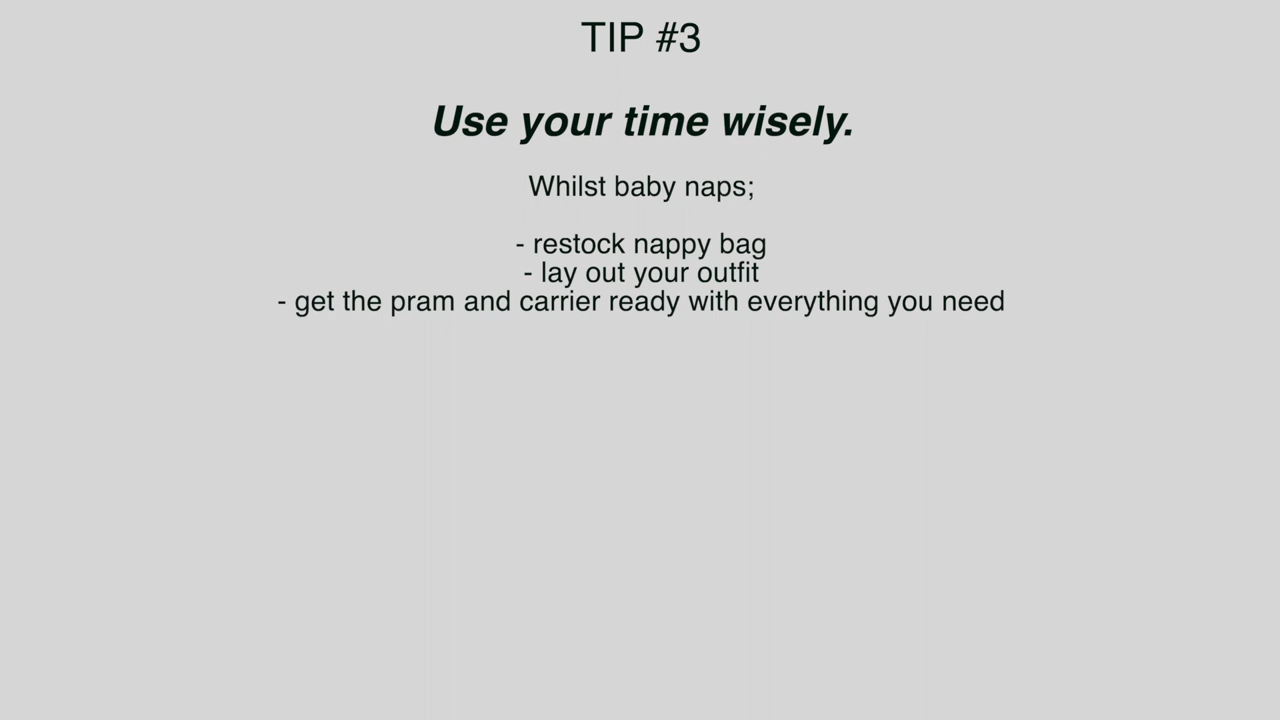 TIP #3
Use your time wisely.
Whilst baby naps;
- restock nappy bag
- lay out your outfit
- get the pram and carrier ready with everything you need